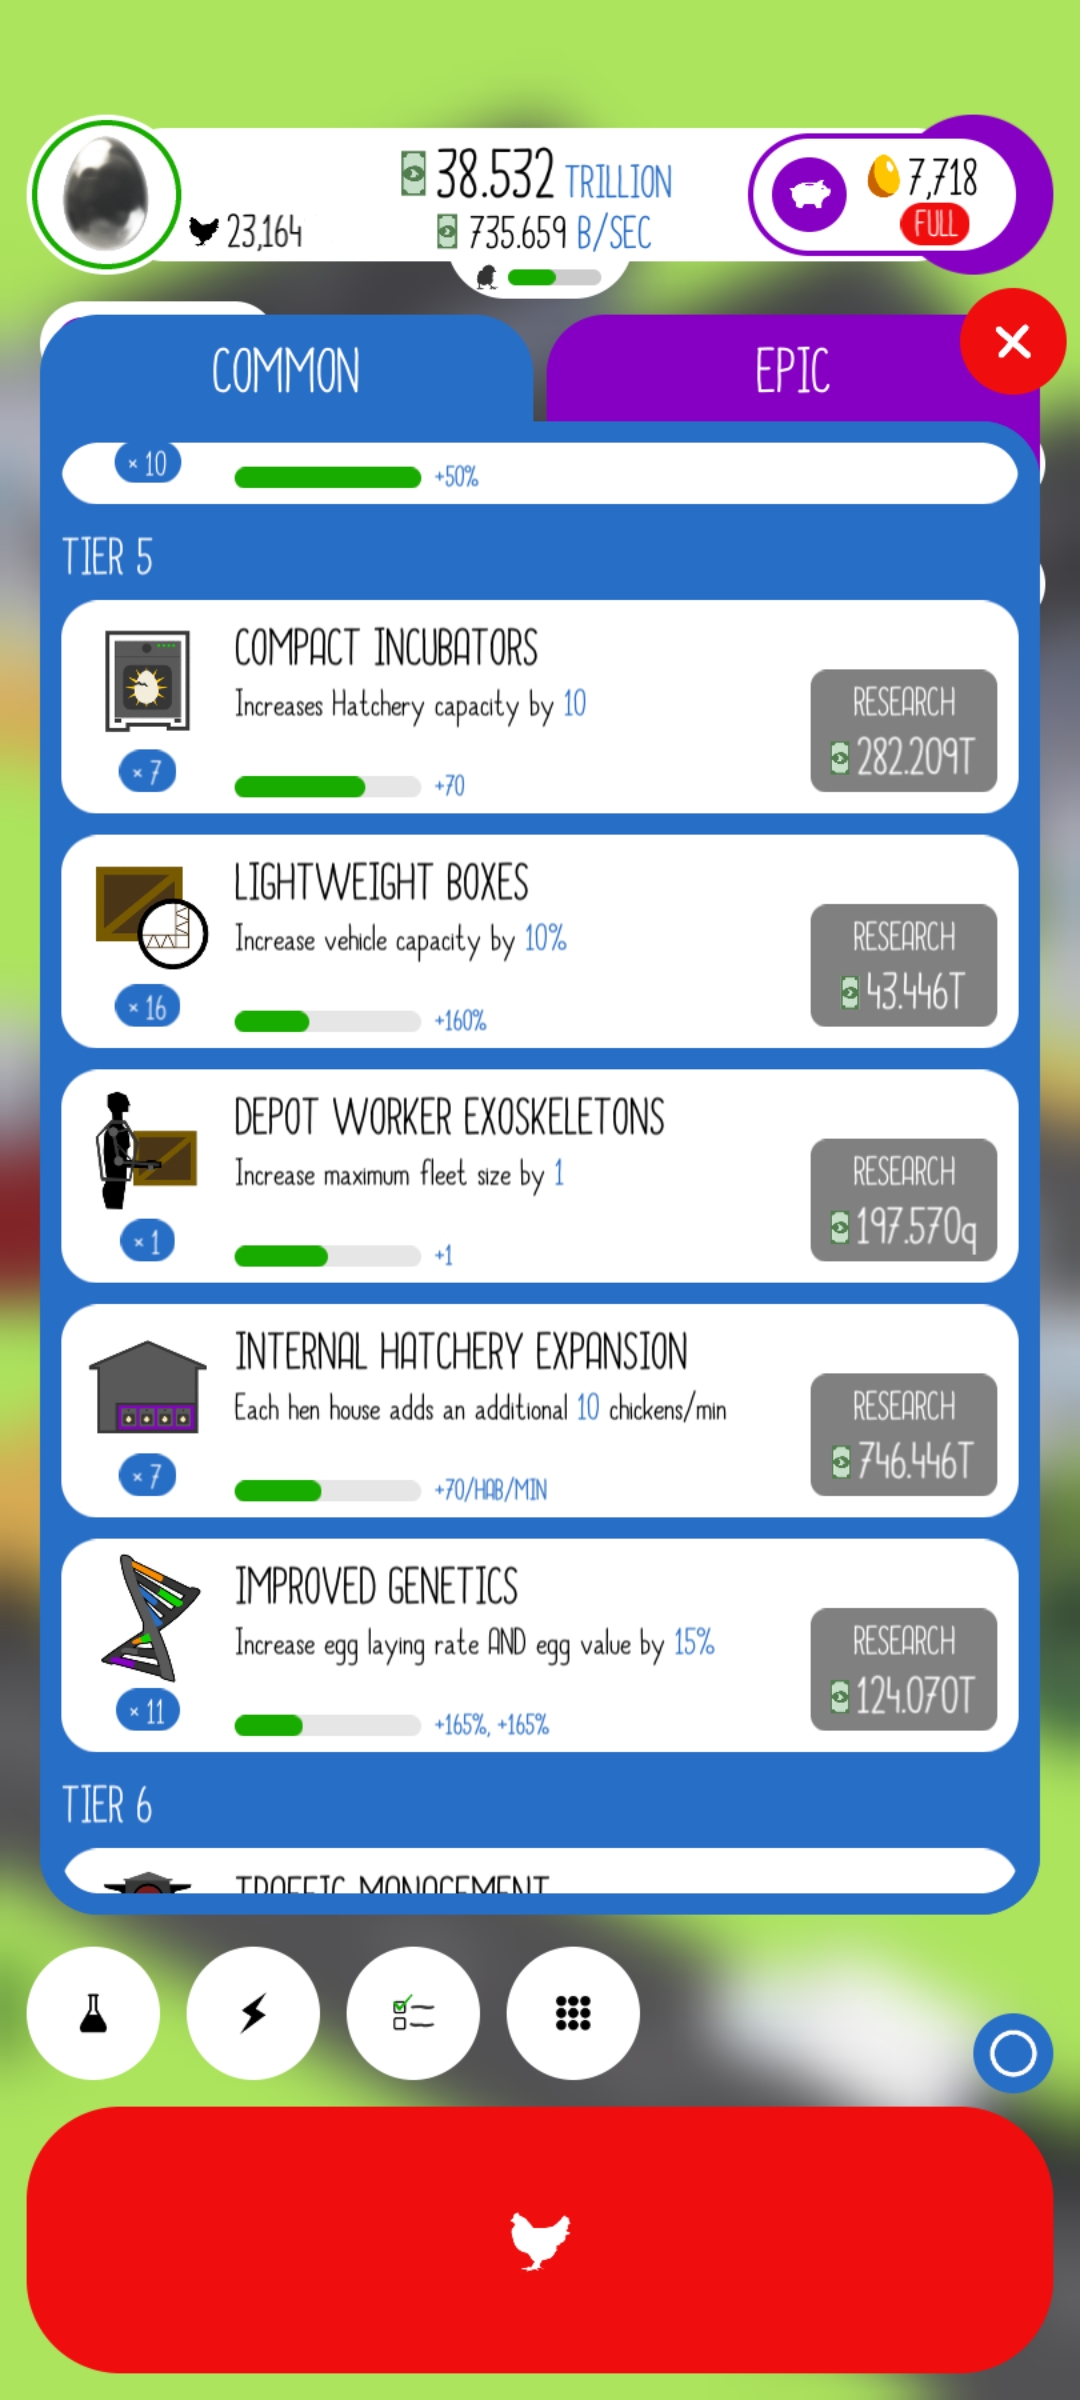 38.532 TRILLION
23,164
735.659 B/SEC
7,718
FULL
COMMON
EPIC
× 10
+50%
TIER 5
COMPACT INCUBATORS
Increases Hatchery capacity by 10
× 7
+70
RESEARCH
282.209T
LIGHTWEIGHT BOXES
Increase vehicle capacity by 10%
× 16
+160%
RESEARCH
43.446T
DEPOT WORKER EXOSKELETONS
Increase maximum fleet size by 1
× 1
+1
RESEARCH
197.570q
INTERNAL HATCHERY EXPANSION
Each hen house adds an additional 10 chickens/min
× 7
+70/HAB/MIN
RESEARCH
746.446T
IMPROVED GENETICS
Increase egg laying rate AND egg value by 15%
× 11
+165%, +165%
RESEARCH
124.070T
TIER 6
TRAFFIC MANAGEMENT